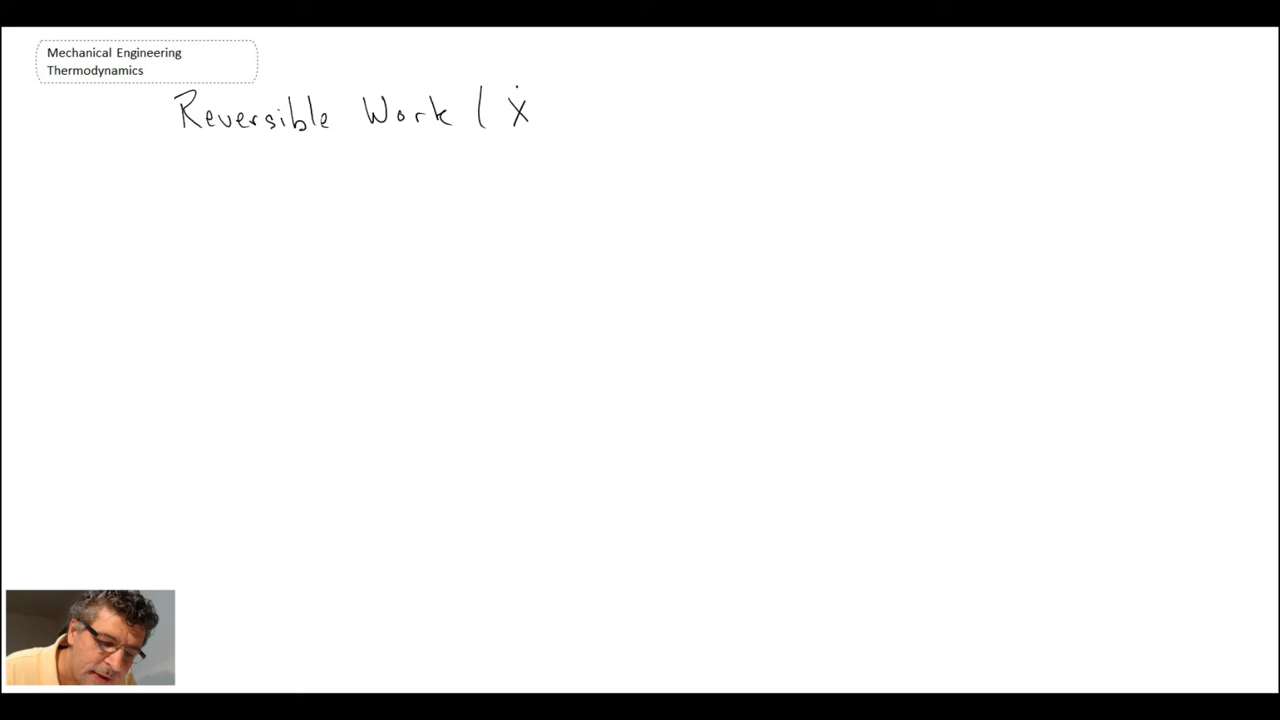 Mechanical Engineering
Thermodynamics
Reversible Work ( Ẋ